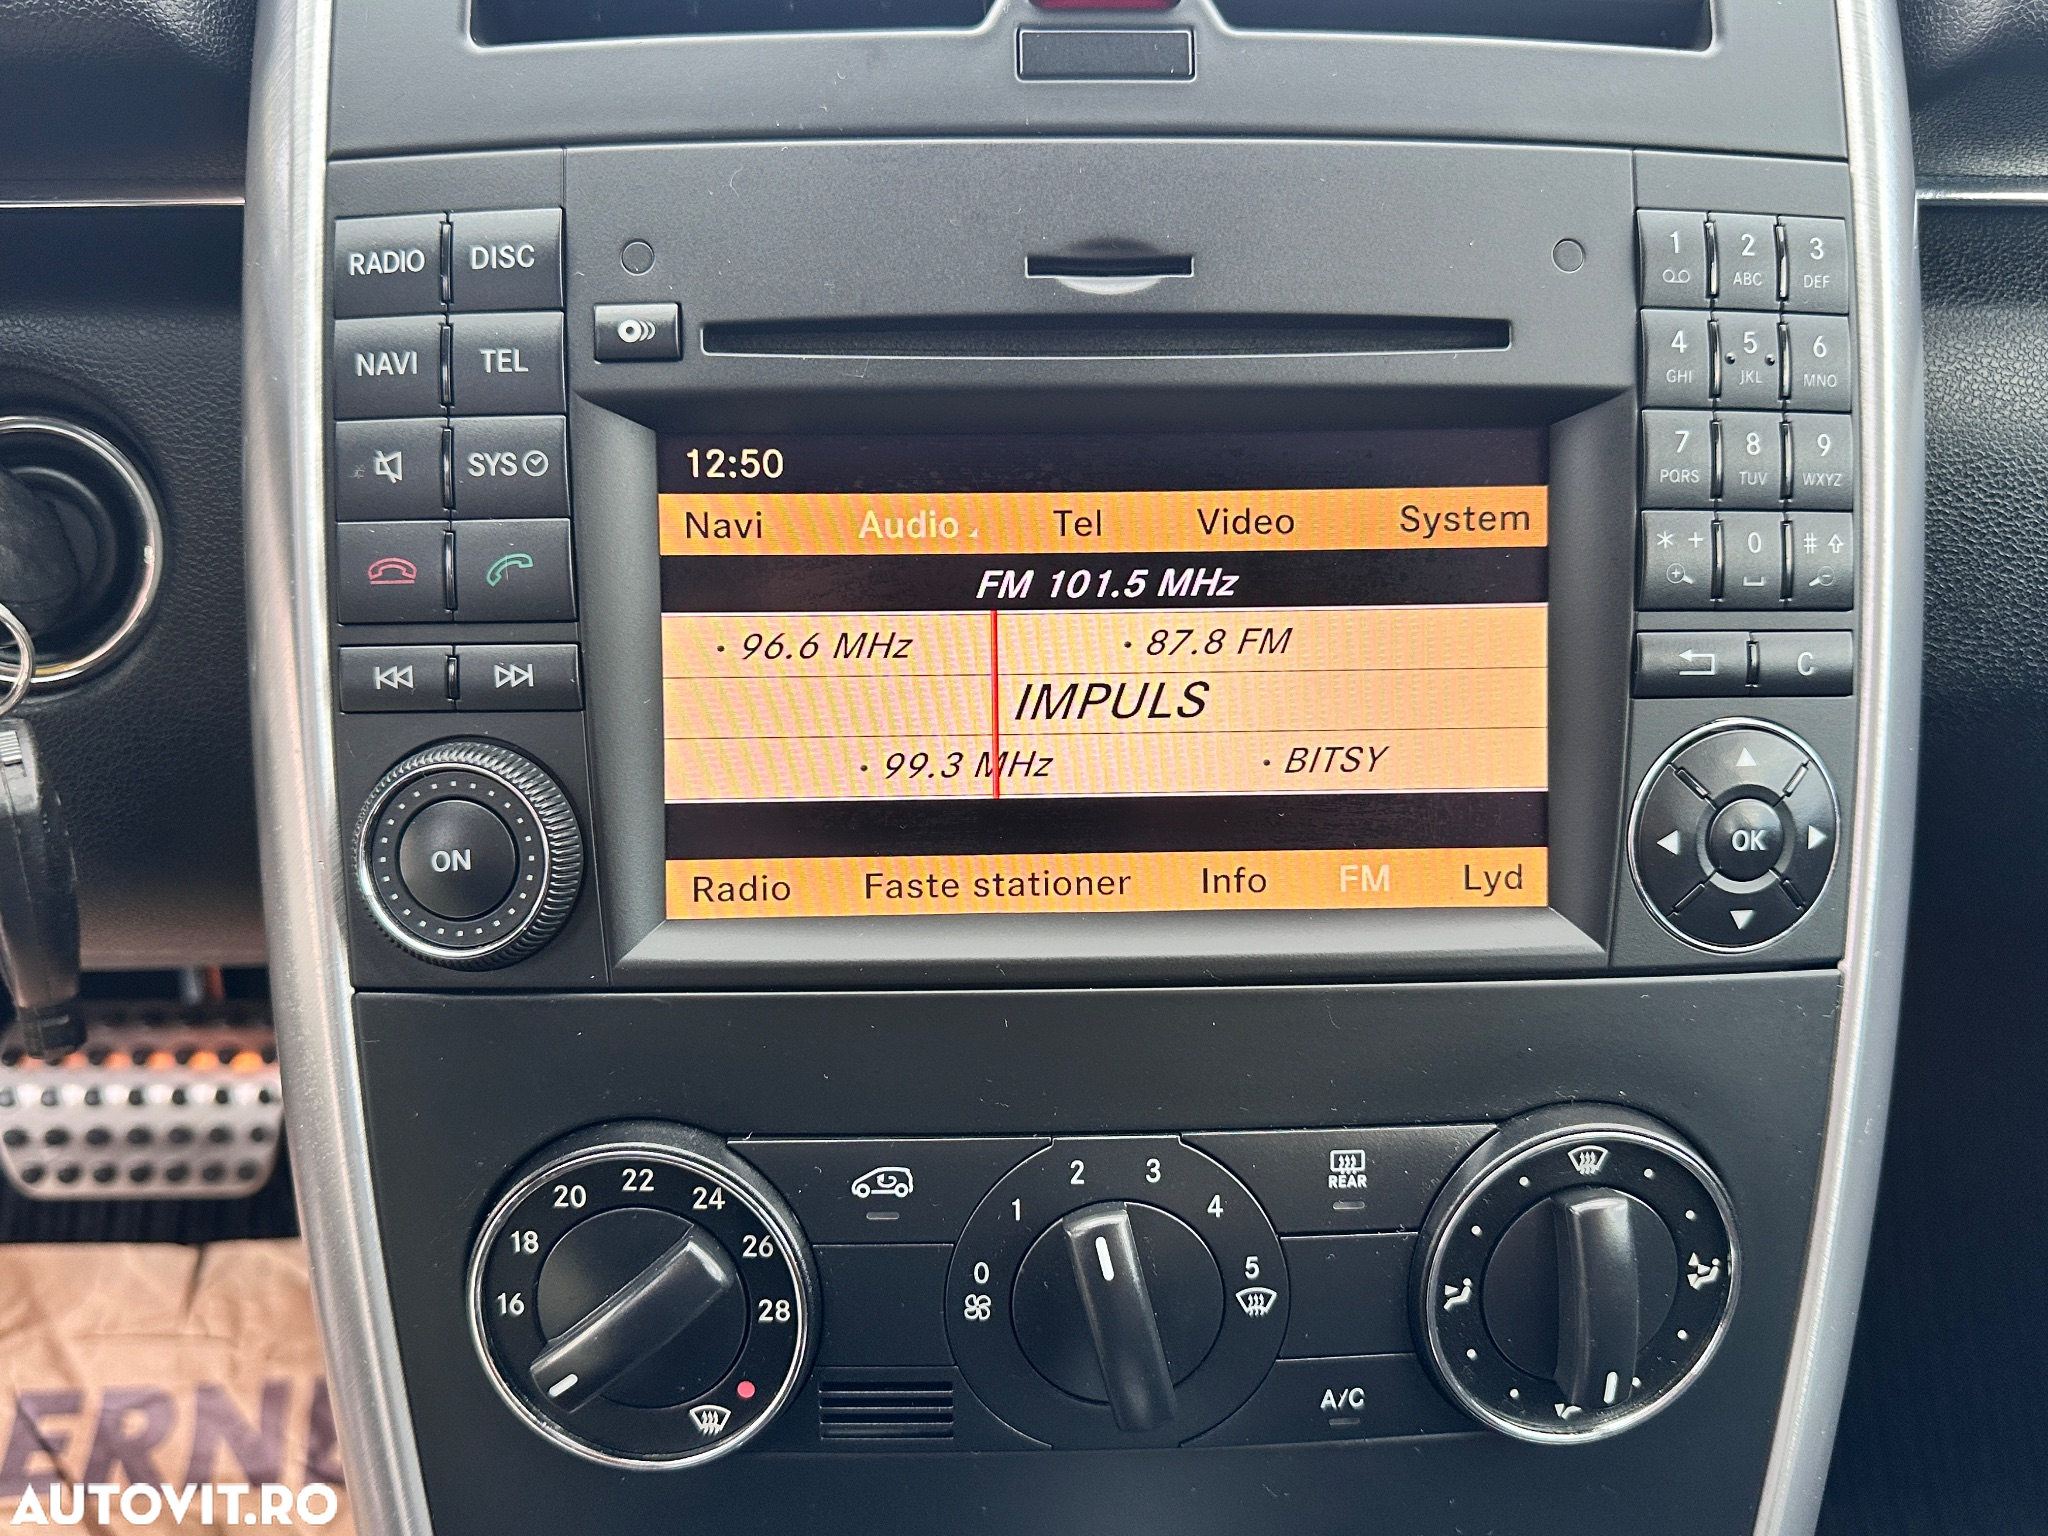 RADIO DISC
NAVI TEL
SYS
ON
12:50
Navi Audio Tel Video System
FM 101.5 MHz
· 96.6 MHz · 87.8 FM
IMPULS
· 99.3 MHz · BITSY
Radio Faste stationer Info FM Lyd
1 2 3
ABC DEF
4 5 6
GHI JKL MNO
7 8 9
PQRS TUV WXYZ
* + 0 #
C
OK
16 18 20 22 24 26 28
0 1 2 3 4 5
REAR
A/C
ERN
AUTOVIT.RO